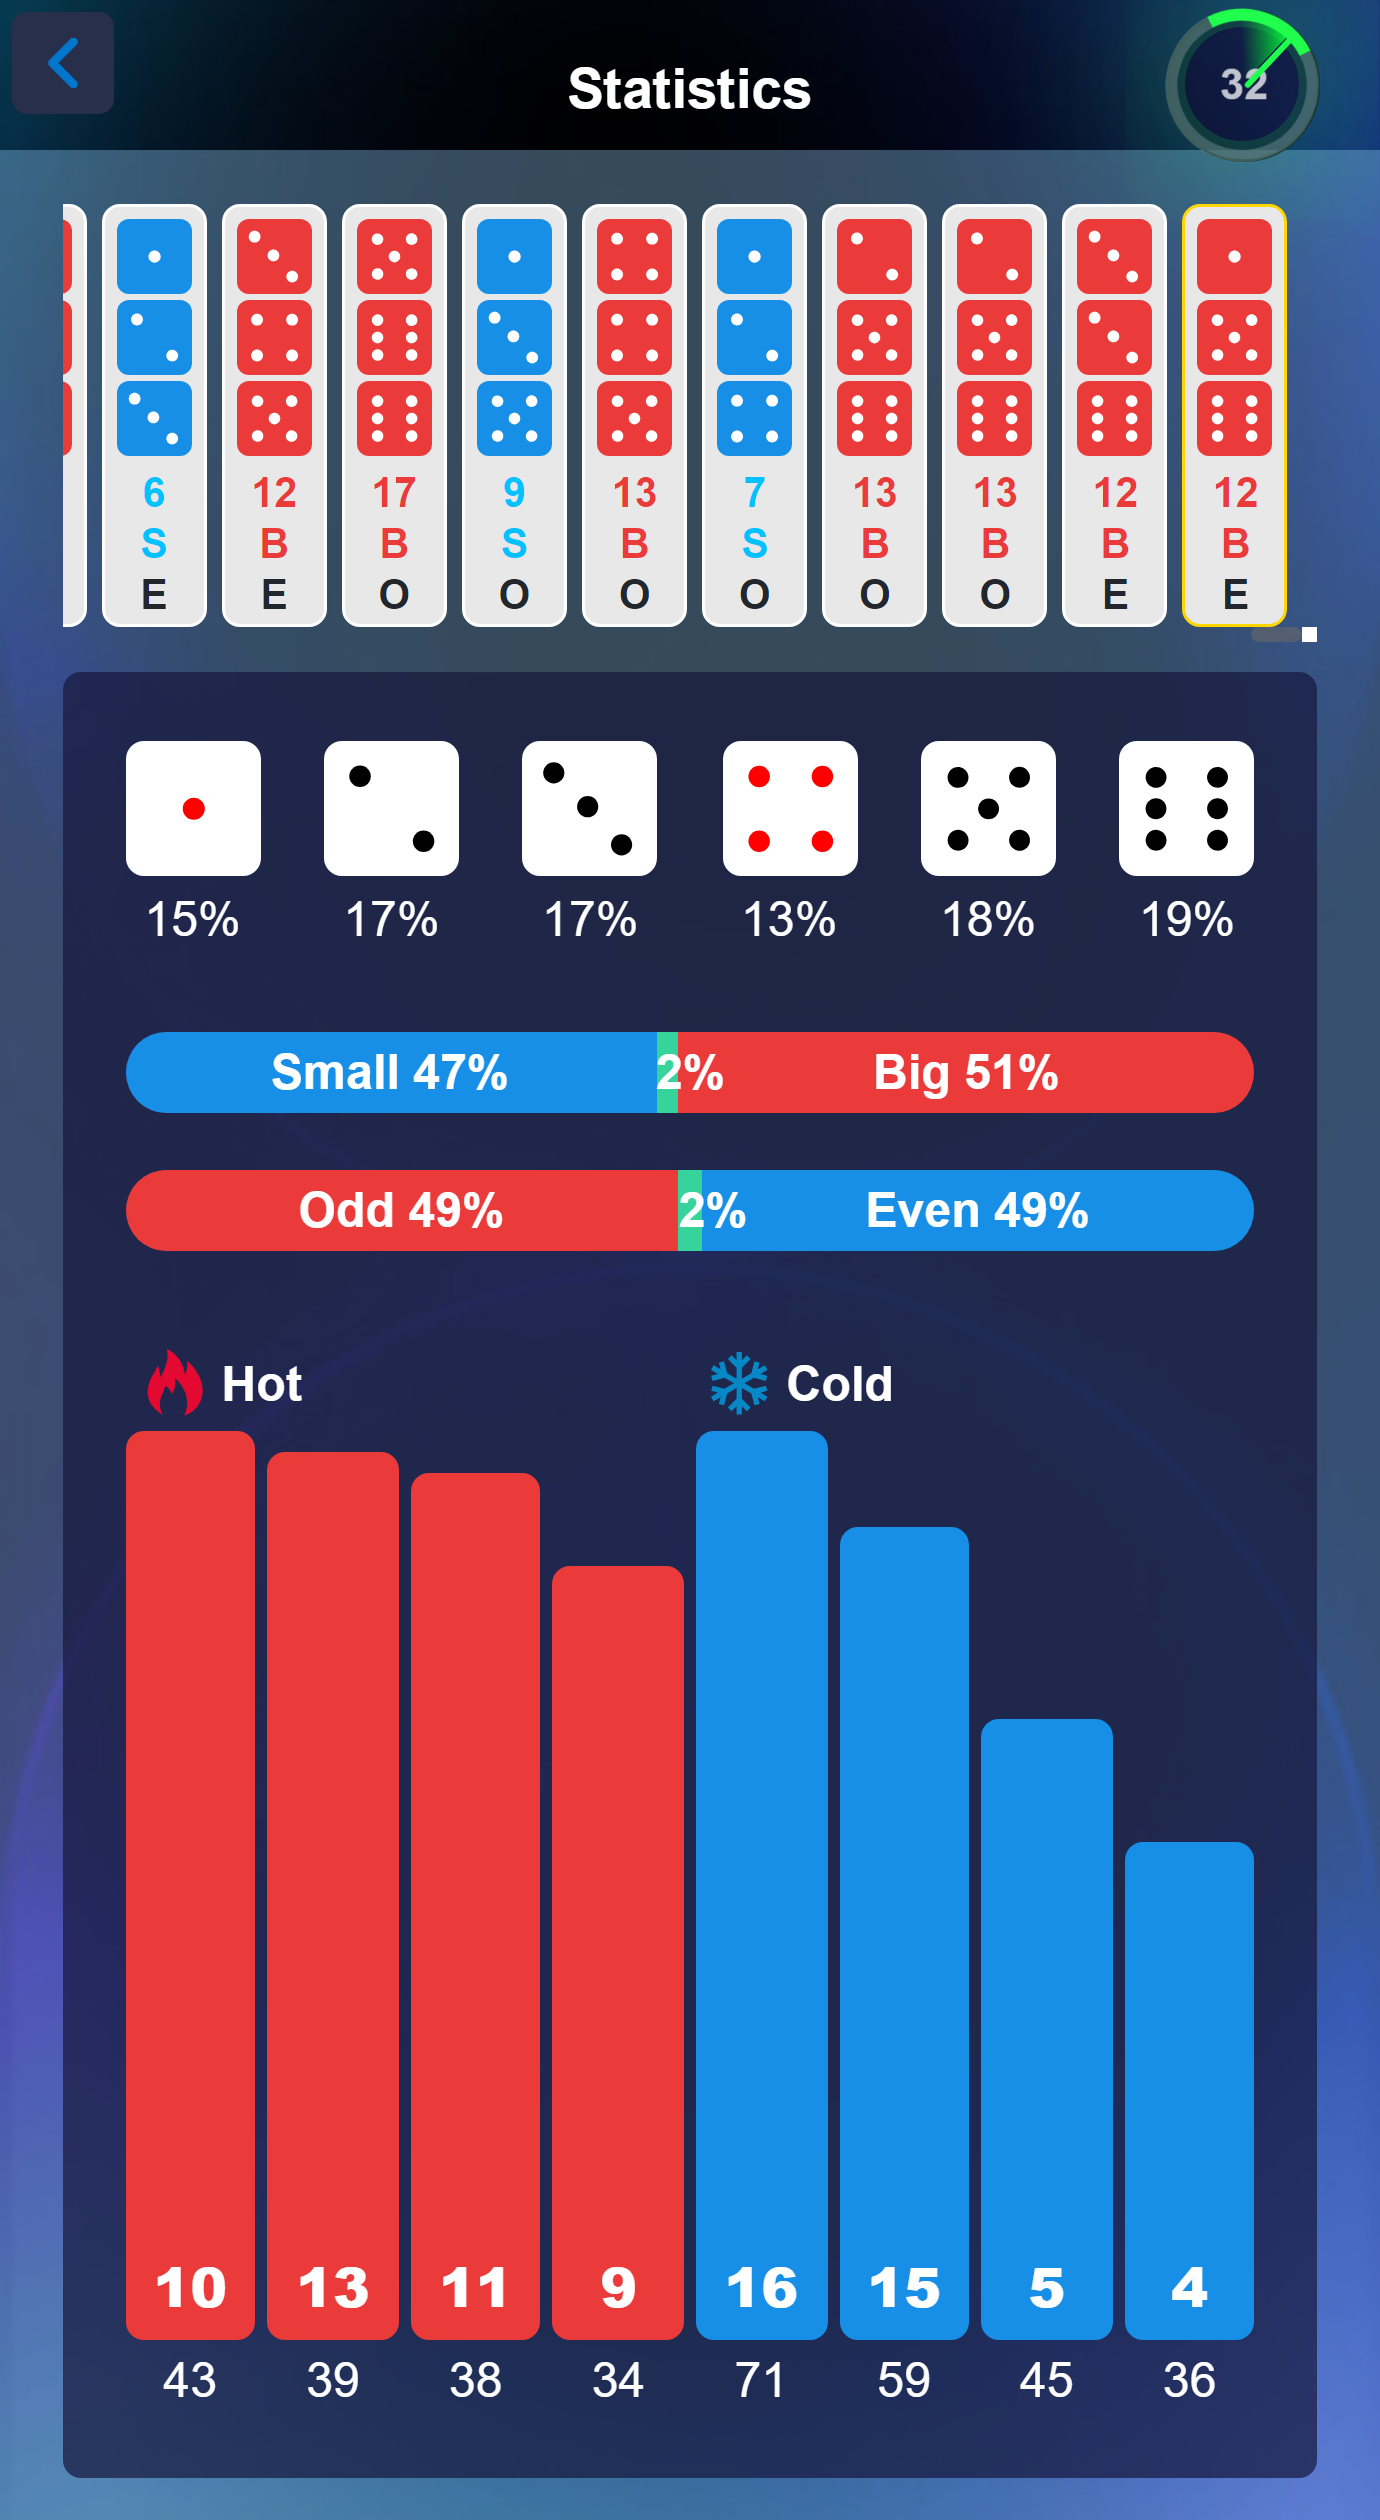 Statistics
32
6 12 17 9 13 7 13 13 12 12
S B B S B S B B B B
E E O O O O O O E E
15% 17% 17% 13% 18% 19%
Small 47% 2% Big 51%
Odd 49% 2% Even 49%
Hot Cold
10 13 11 9 16 15 5 4
43 39 38 34 71 59 45 36